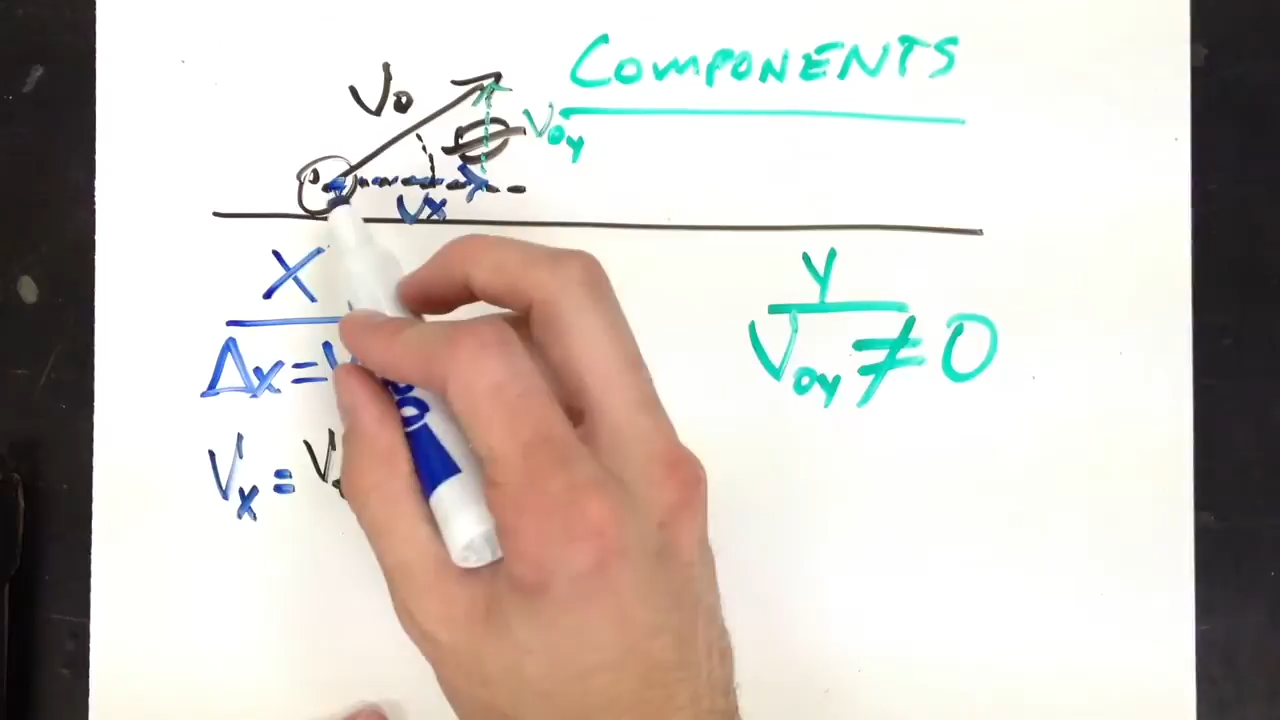 COMPONENTS
V₀
θ
V₀y
Vx
X
Y
Δx=V
V₀y ≠ 0
Vx = V